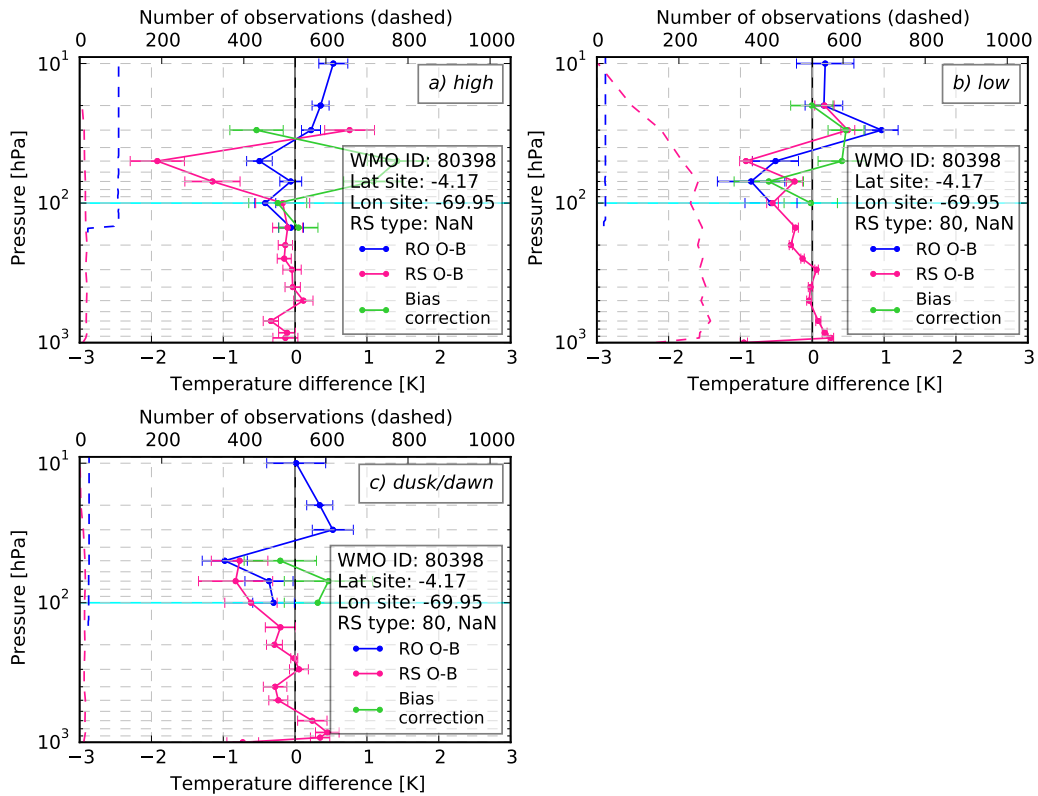 Number of observations (dashed)
0 200 400 600 800 1000
10¹
10²
10³
Pressure [hPa]
a) high
WMO ID: 80398
Lat site: -4.17
Lon site: -69.95
RS type: NaN
RO O-B
RS O-B
Bias
correction
−3 −2 −1 0 1 2 3
Temperature difference [K]
Number of observations (dashed)
0 200 400 600 800 1000
10¹
10²
10³
Pressure [hPa]
b) low
WMO ID: 80398
Lat site: -4.17
Lon site: -69.95
RS type: 80, NaN
RO O-B
RS O-B
Bias
correction
−3 −2 −1 0 1 2 3
Temperature difference [K]
Number of observations (dashed)
0 200 400 600 800 1000
10¹
10²
10³
Pressure [hPa]
c) dusk/dawn
WMO ID: 80398
Lat site: -4.17
Lon site: -69.95
RS type: 80, NaN
RO O-B
RS O-B
Bias
correction
−3 −2 −1 0 1 2 3
Temperature difference [K]